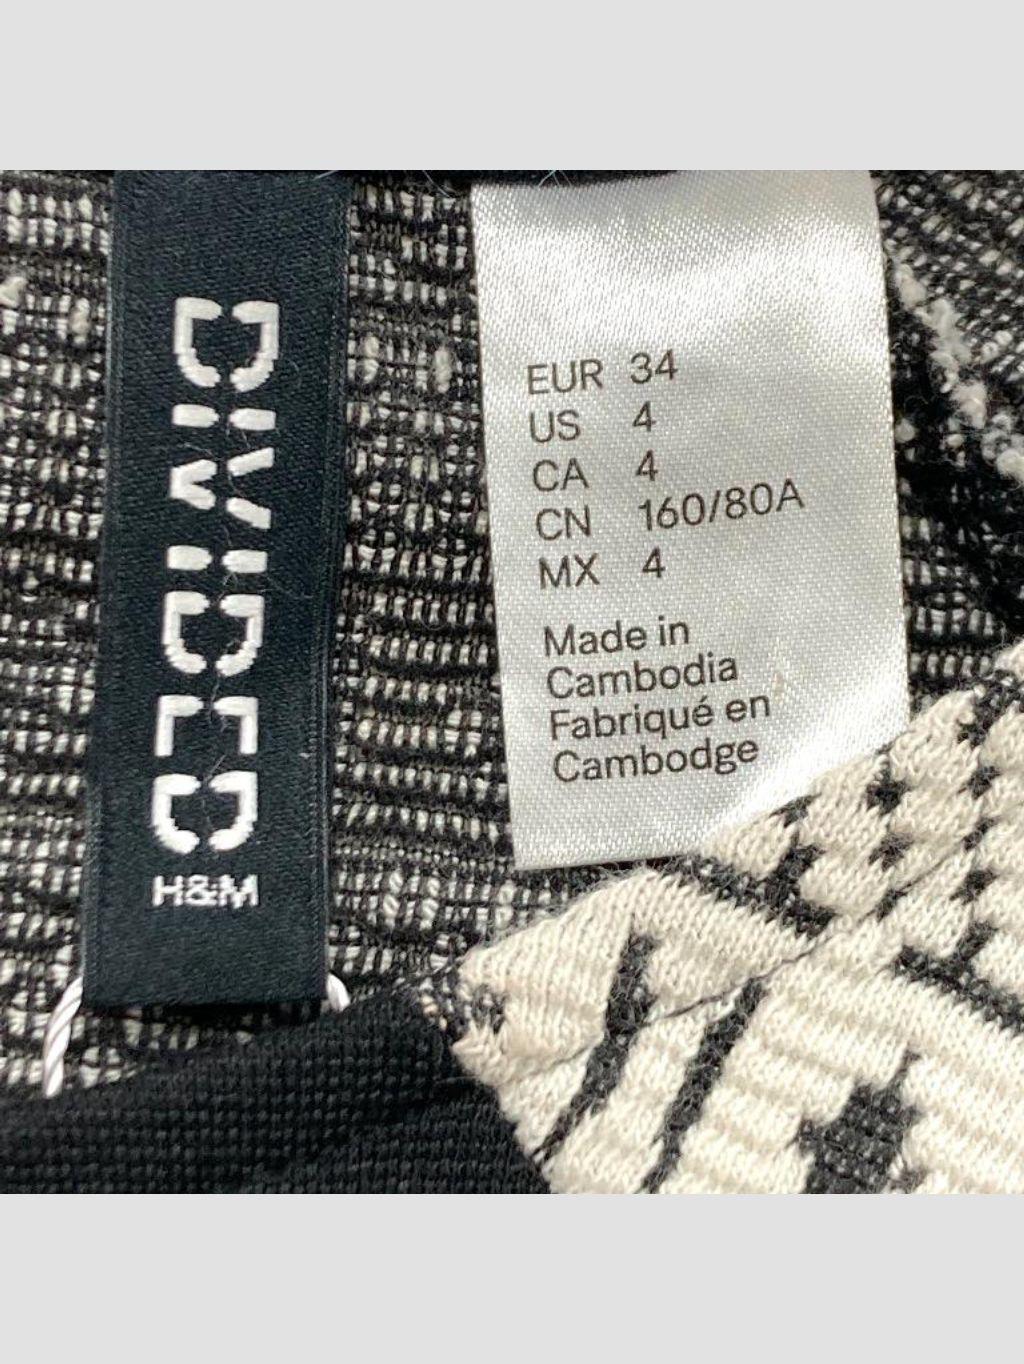 DIVIDED
H&M
EUR 34
US 4
CA 4
CN 160/80A
MX 4
Made in
Cambodia
Fabriqué en
Cambodge